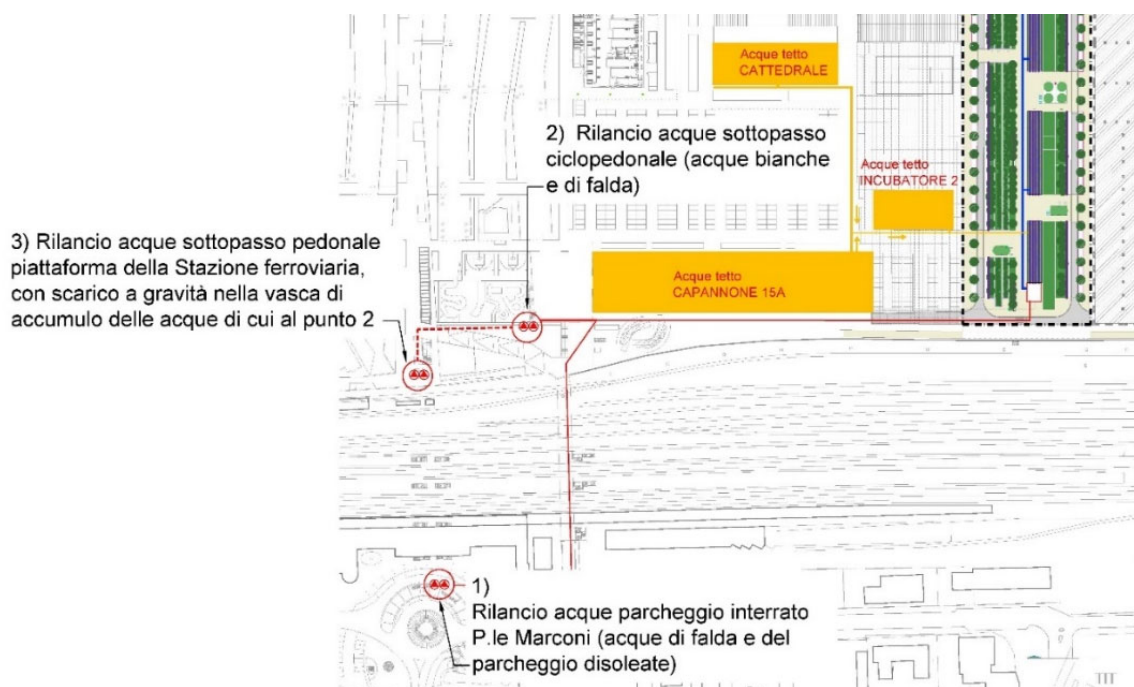 Acque tetto
CATTEDRALE
2) Rilancio acque sottopasso
ciclopedonale (acque bianche
e di falda)
Acque tetto
INCUBATORE 2
3) Rilancio acque sottopasso pedonale
piattaforma della Stazione ferroviaria,
con scarico a gravità nella vasca di
accumulo delle acque di cui al punto 2
Acque tetto
CAPANNONE 15A
1)
Rilancio acque parcheggio interrato
P.le Marconi (acque di falda e del
parcheggio disoleate)